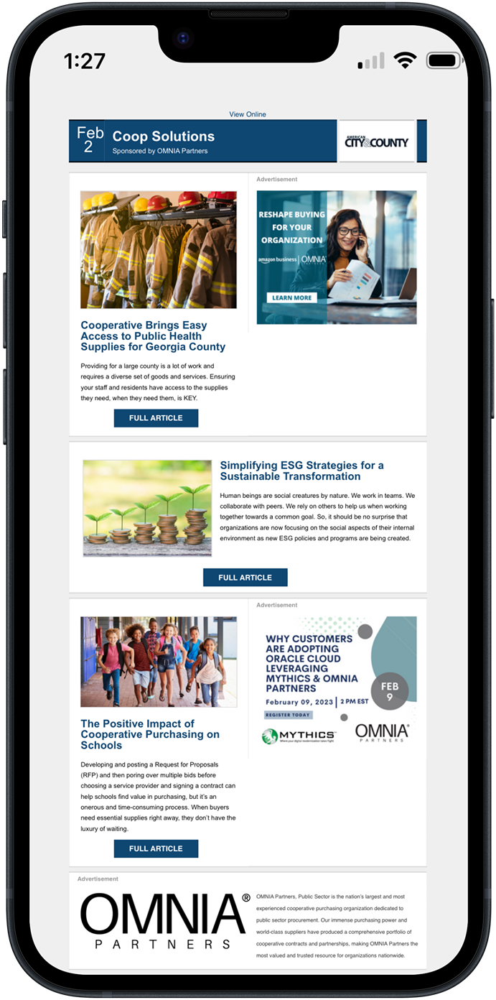 1:27
View Online
Feb
2
Coop Solutions
Sponsored by OMNIA Partners
AMERICAN
CITY&COUNTY
Cooperative Brings Easy
Access to Public Health
Supplies for Georgia County
Providing for a large county is a lot of work and
requires a diverse set of goods and services. Ensuring
your staff and residents have access to the supplies
they need, when they need them, is KEY.
FULL ARTICLE
Advertisement
RESHAPE BUYING
FOR YOUR
ORGANIZATION
amazon business | OMNIA
PARTNERS
LEARN MORE
Simplifying ESG Strategies for a
Sustainable Transformation
Human beings are social creatures by nature. We work in teams. We
collaborate with peers. We rely on others to help us when working
together towards a common goal. So, it should be no surprise that
organizations are now focusing on the social aspects of their internal
environment as new ESG policies and programs are being created.
FULL ARTICLE
The Positive Impact of
Cooperative Purchasing on
Schools
Developing and posting a Request for Proposals
(RFP) and then poring over multiple bids before
choosing a service provider and signing a contract can
help schools find value in purchasing, but it's an
onerous and time-consuming process. When buyers
need essential supplies right away, they don't have the
luxury of waiting.
FULL ARTICLE
Advertisement
WHY CUSTOMERS
ARE ADOPTING
ORACLE CLOUD
LEVERAGING
MYTHICS & OMNIA
PARTNERS
FEB
9
February 09, 2023 | 2 PM EST
REGISTER TODAY
MYTHICS
Where your digital modernization takes flight
OMNIA®
PARTNERS
Advertisement
OMNIA®
PARTNERS
OMNIA Partners, Public Sector is the nation's largest and most
experienced cooperative purchasing organization dedicated to
public sector procurement. Our immense purchasing power and
world-class suppliers have produced a comprehensive portfolio of
cooperative contracts and partnerships, making OMNIA Partners the
most valued and trusted resource for organizations nationwide.